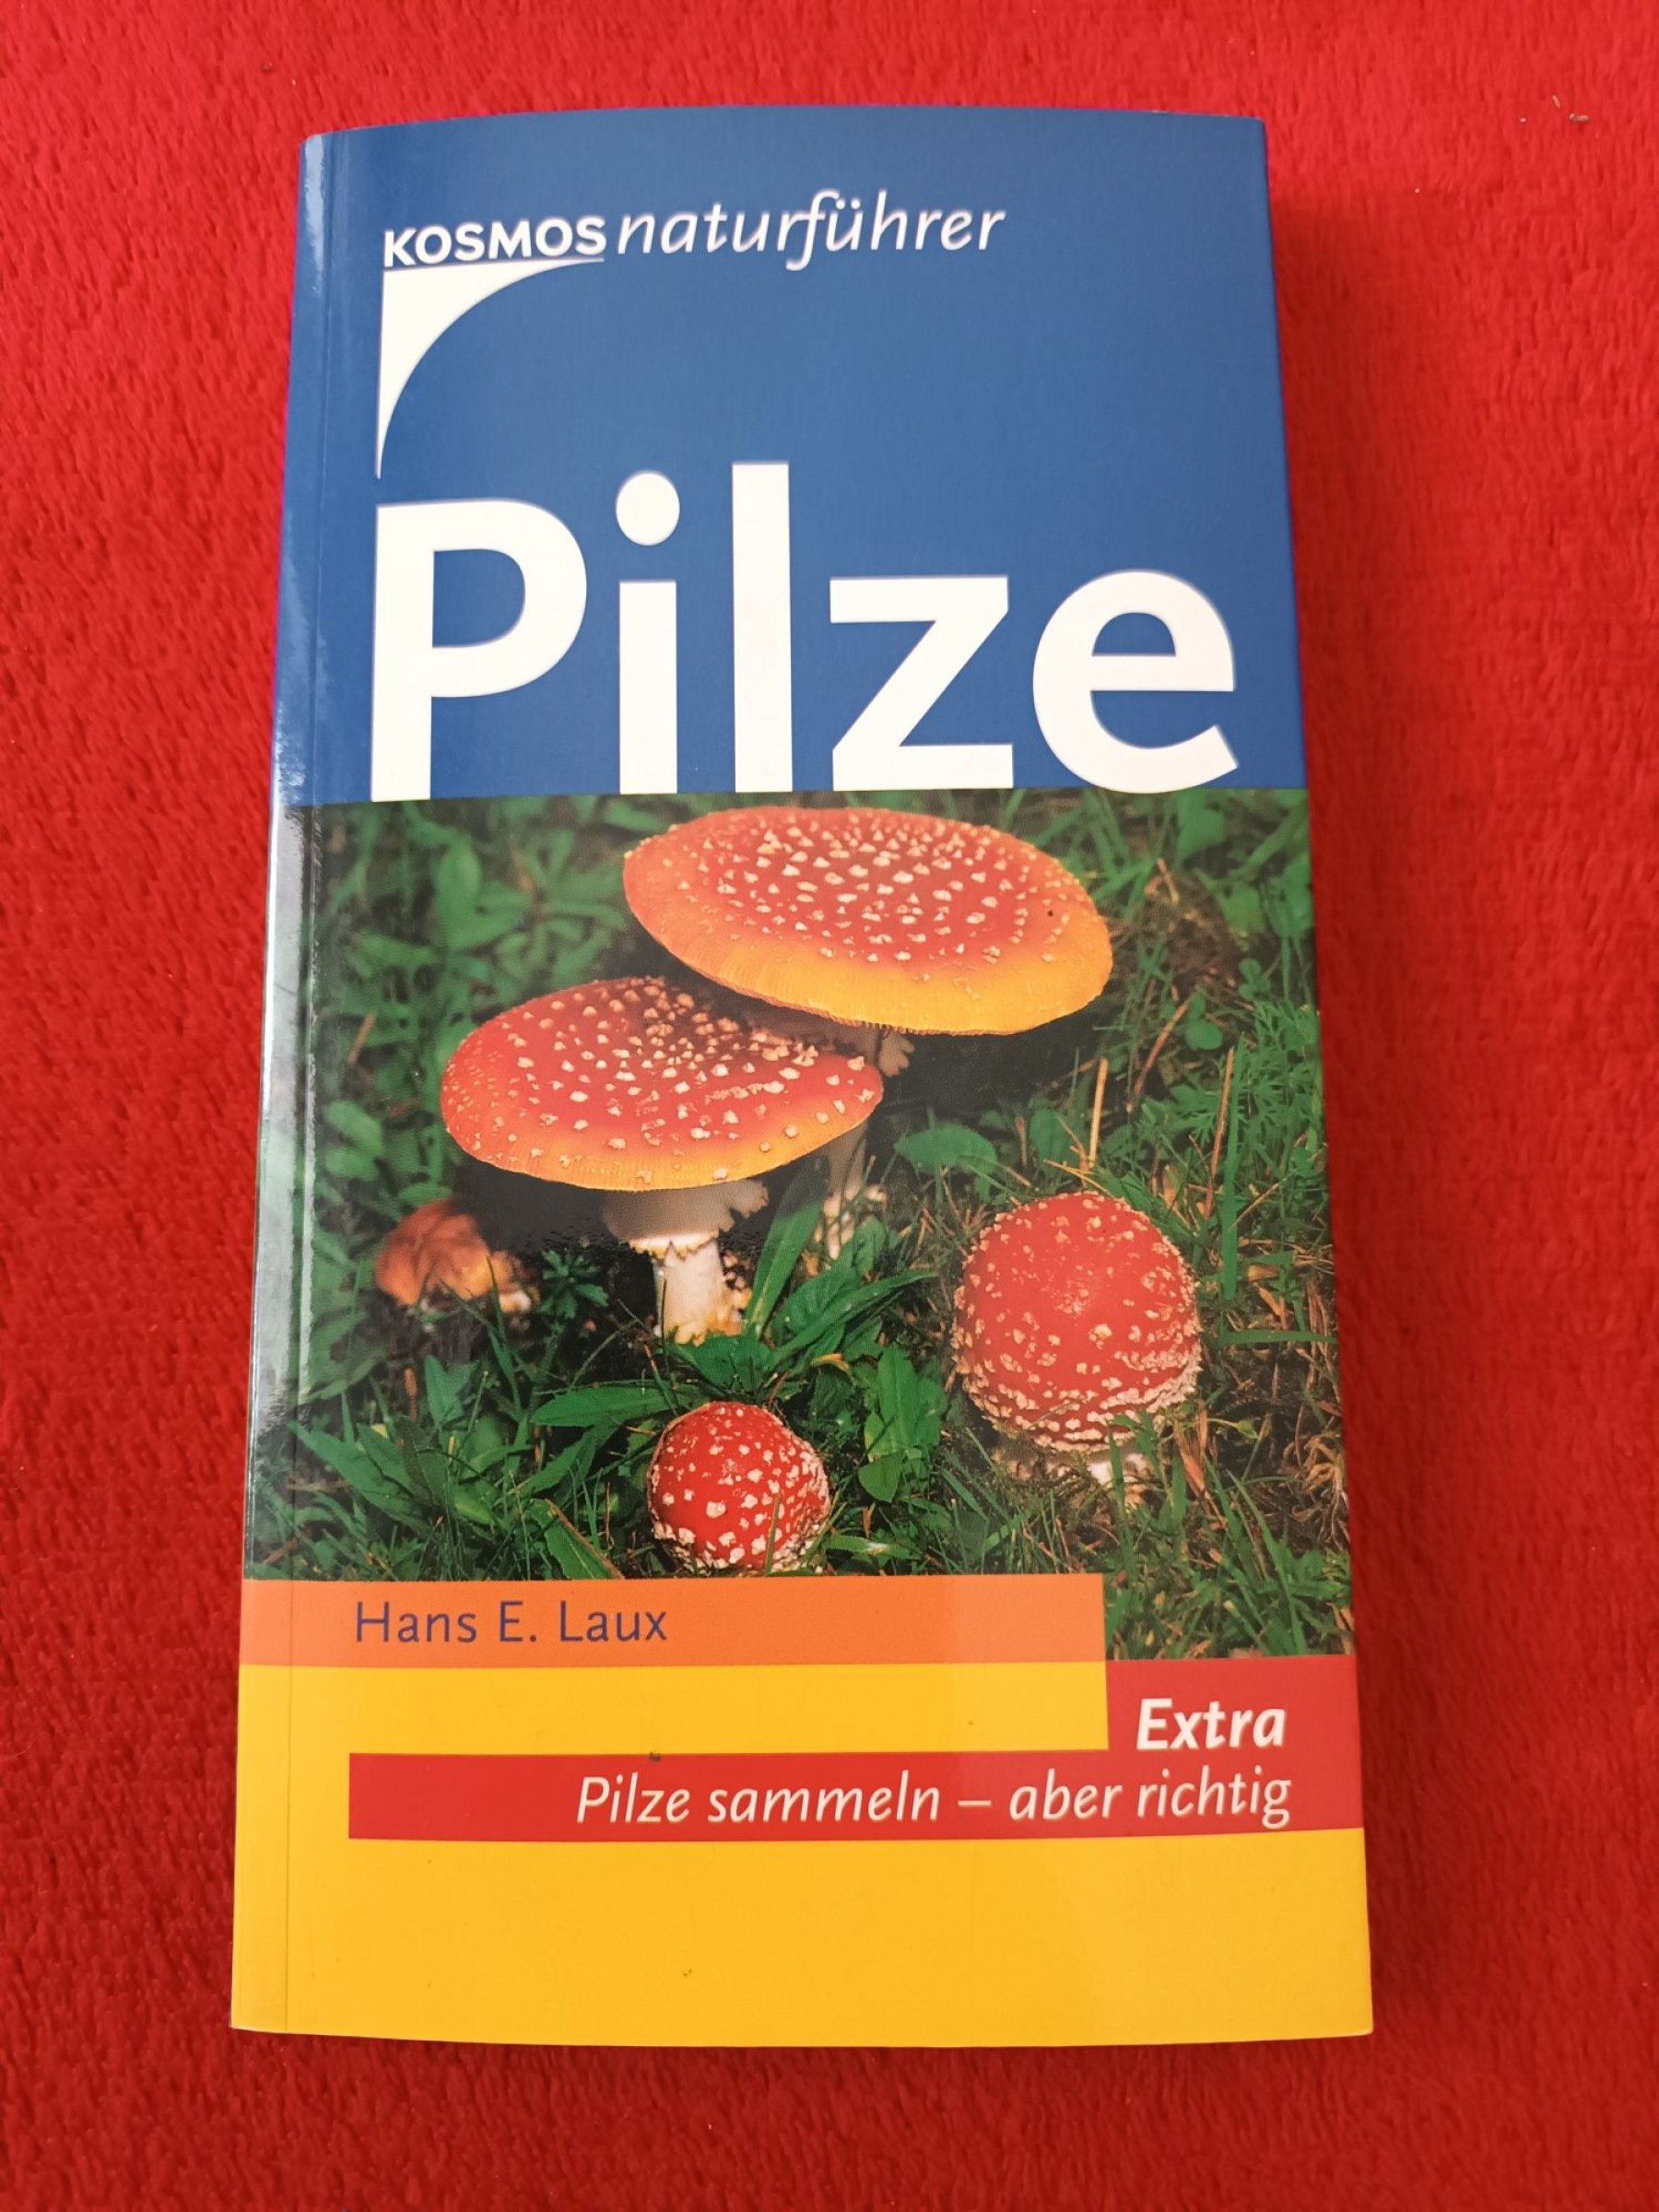 KOSMOS naturführer
Pilze
Hans E. Laux
Extra
Pilze sammeln – aber richtig